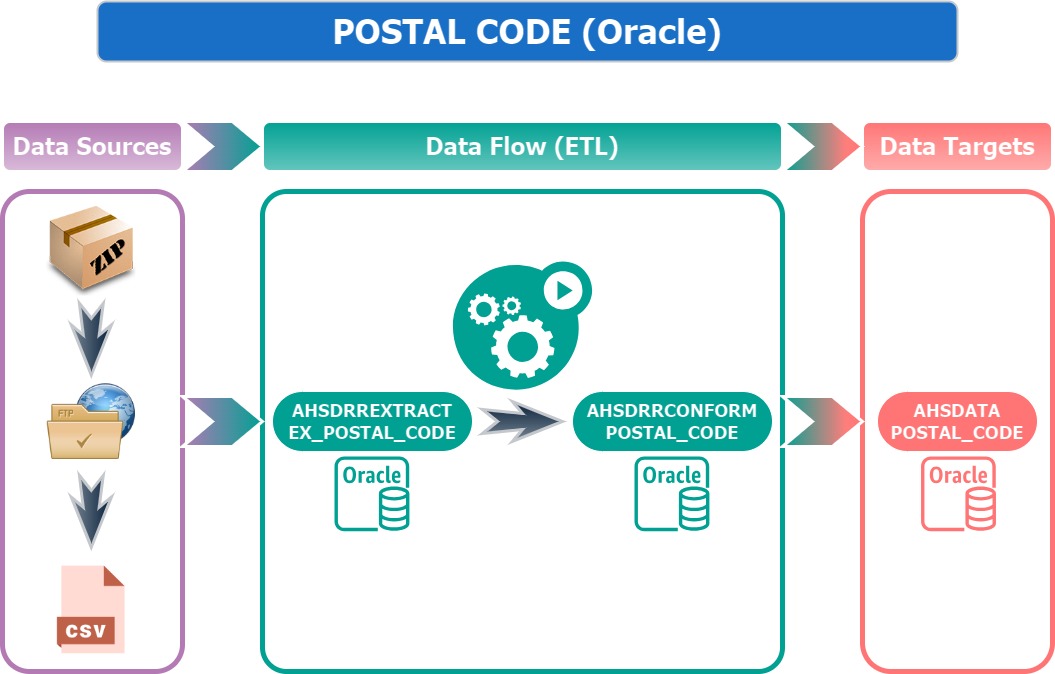 POSTAL CODE (Oracle)
Data Sources
Data Flow (ETL)
Data Targets
ZIP
FTP
CSV
AHSDRREXTRACT
EX_POSTAL_CODE
Oracle
AHSDRRCONFORM
POSTAL_CODE
Oracle
AHSDATA
POSTAL_CODE
Oracle